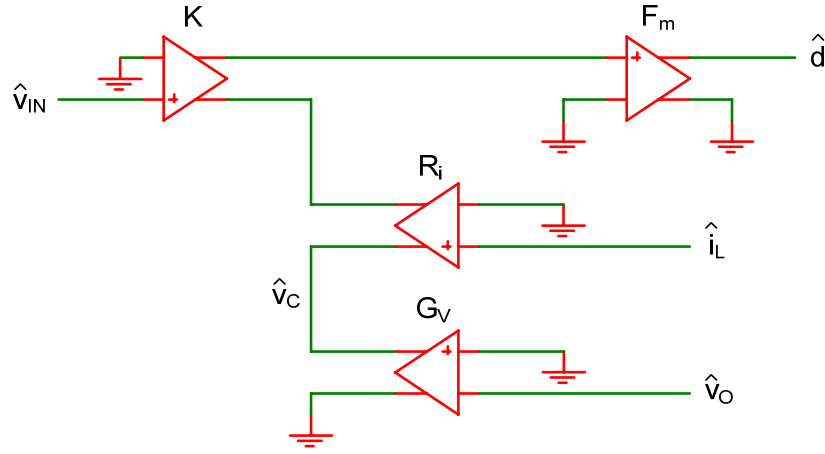 K
F_m
d̂
v̂_IN
+
+
R_i
+
î_L
v̂_C
G_V
+
v̂_O